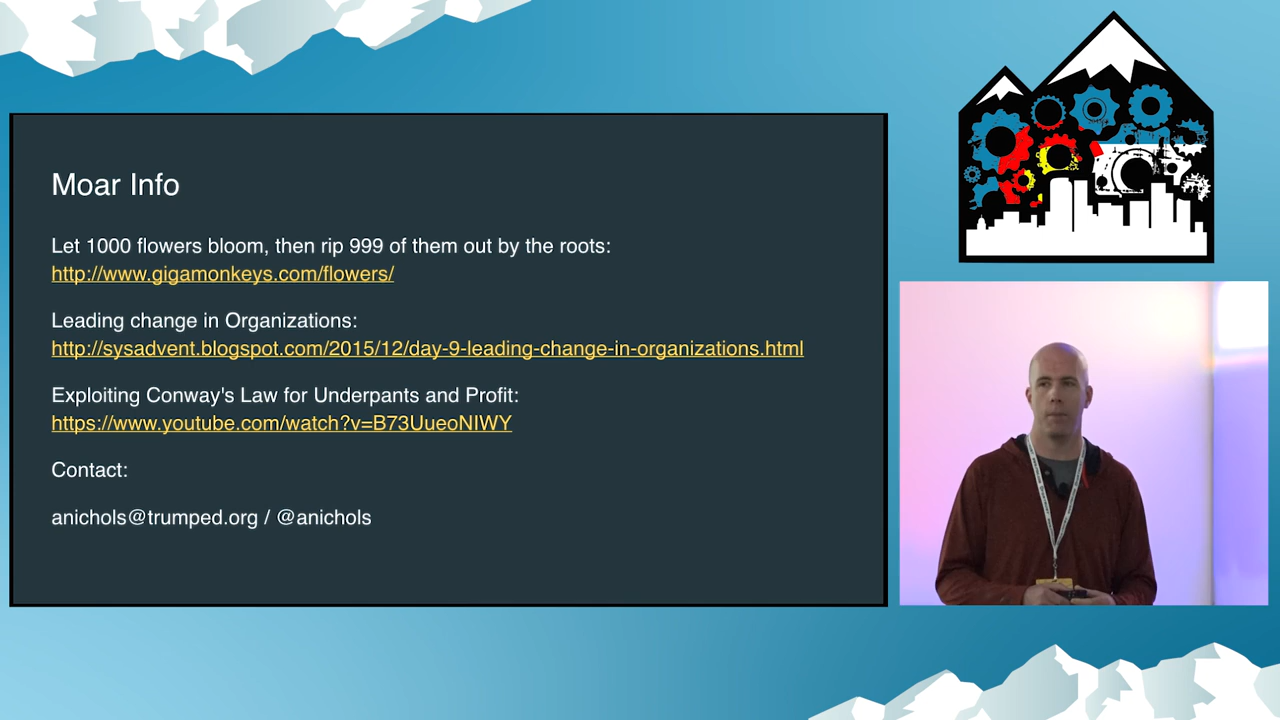 Moar Info
Let 1000 flowers bloom, then rip 999 of them out by the roots:
http://www.gigamonkeys.com/flowers/
Leading change in Organizations:
http://sysadvent.blogspot.com/2015/12/day-9-leading-change-in-organizations.html
Exploiting Conway's Law for Underpants and Profit:
https://www.youtube.com/watch?v=B73UueoNIWY
Contact:
anichols@trumped.org / @anichols